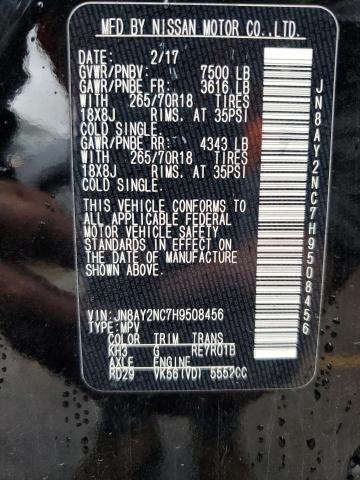 MFD BY NISSAN MOTOR CO.,LTD.
DATE: 2/17
GVWR/PNBV: 7500 LB
GAWR/PNBE FR: 3616 LB
WITH 265/70R18 TIRES
18X8J RIMS. AT 35PSI
COLD SINGLE.
GAWR/PNBE RR: 4343 LB
WITH 265/70R18 TIRES
18X8J RIMS. AT 35PSI
COLD SINGLE.
THIS VEHICLE CONFORMS TO
ALL APPLICABLE FEDERAL
MOTOR VEHICLE SAFETY
STANDARDS IN EFFECT ON
THE DATE OF MANUFACTURE
SHOWN ABOVE.
VIN: JN8AY2NC7H9508456
TYPE: MPV
COLOR TRIM TRANS
KH3 G RE7R01B
AXLE ENGINE
RD29 VK56(VD) 5552CC
JN8AY2NC7H9508456